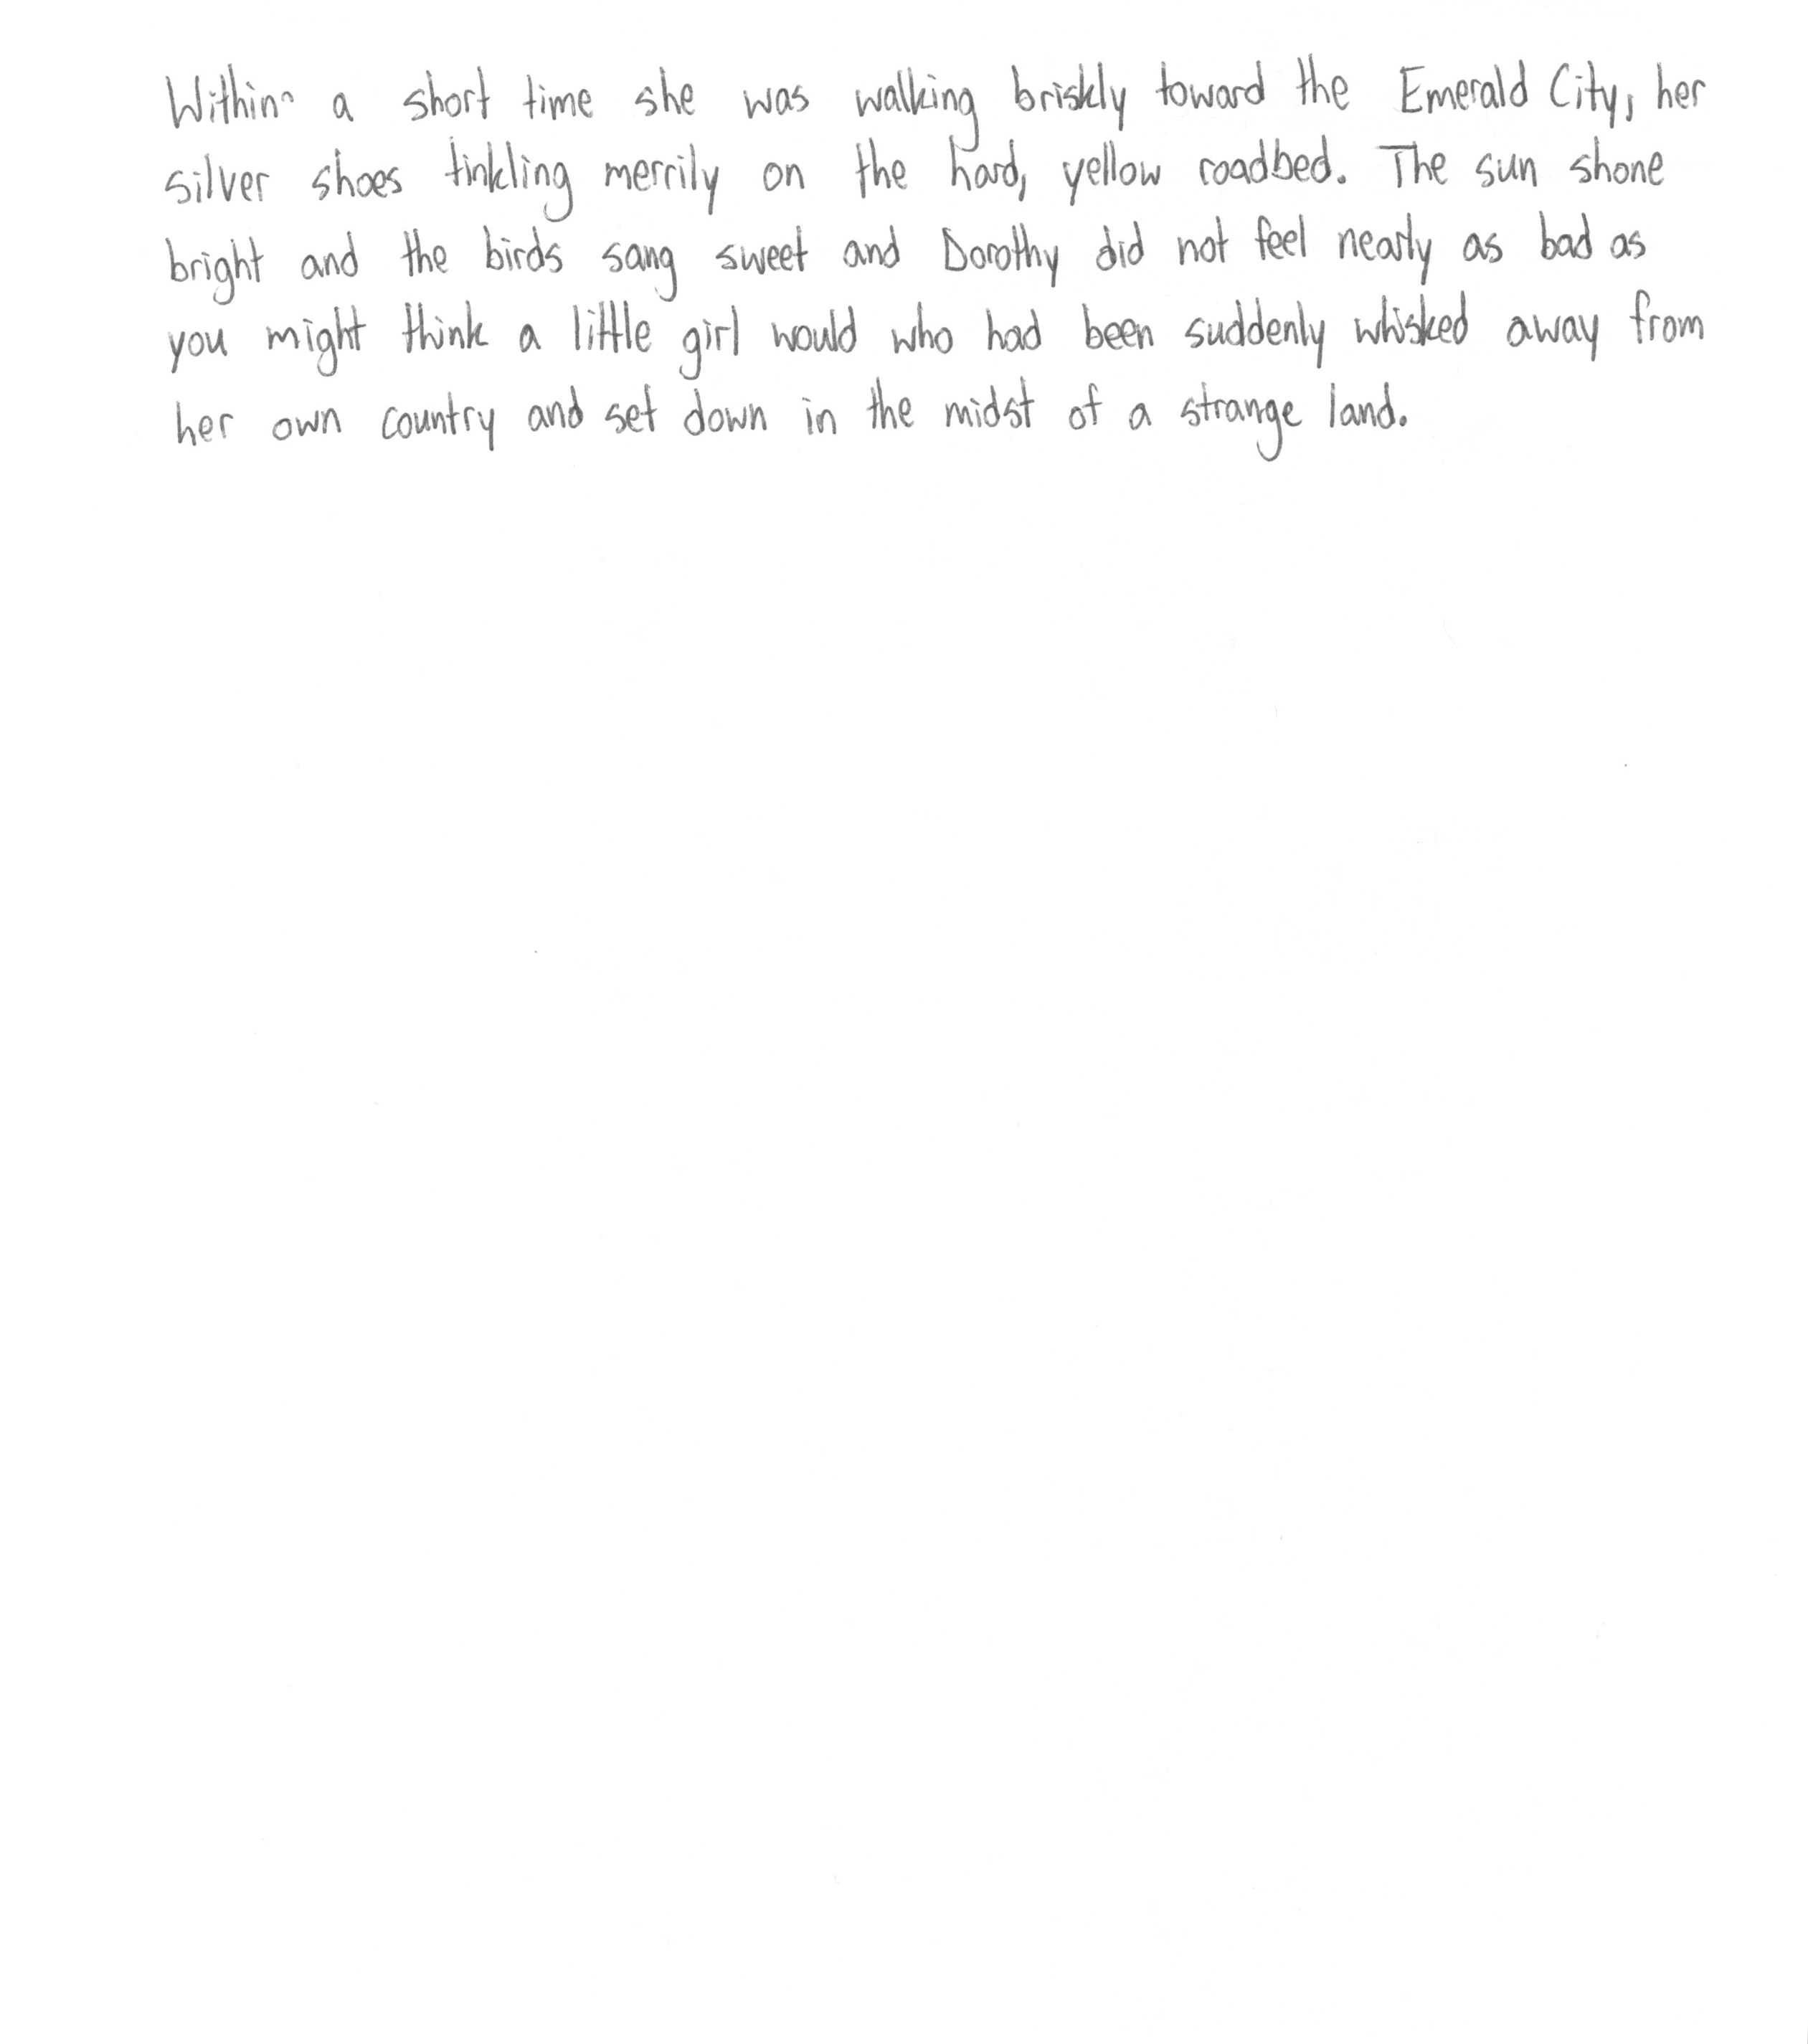 Within a short time she was walking briskly toward the Emerald City, her
silver shoes tinkling merrily on the hard, yellow roadbed. The sun shone
bright and the birds sang sweet and Dorothy did not feel nearly as bad as
you might think a little girl would who had been suddenly whisked away from
her own country and set down in the midst of a strange land.